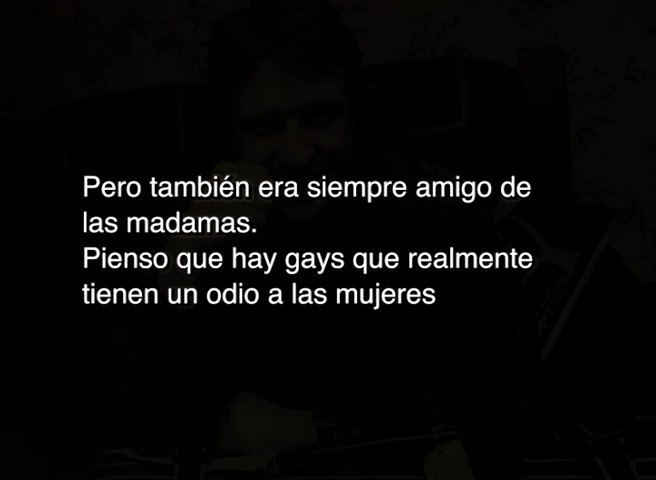 Pero también era siempre amigo de
las madamas.
Pienso que hay gays que realmente
tienen un odio a las mujeres